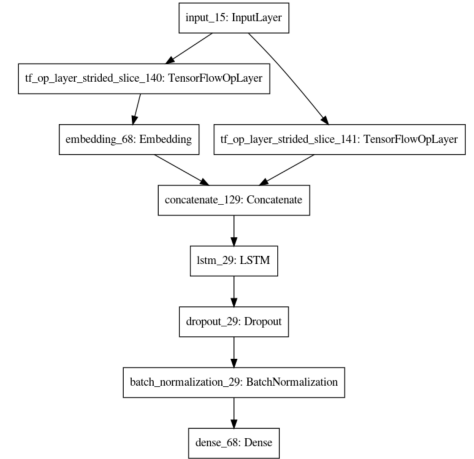 input_15: InputLayer
tf_op_layer_strided_slice_140: TensorFlowOpLayer
embedding_68: Embedding
tf_op_layer_strided_slice_141: TensorFlowOpLayer
concatenate_129: Concatenate
lstm_29: LSTM
dropout_29: Dropout
batch_normalization_29: BatchNormalization
dense_68: Dense